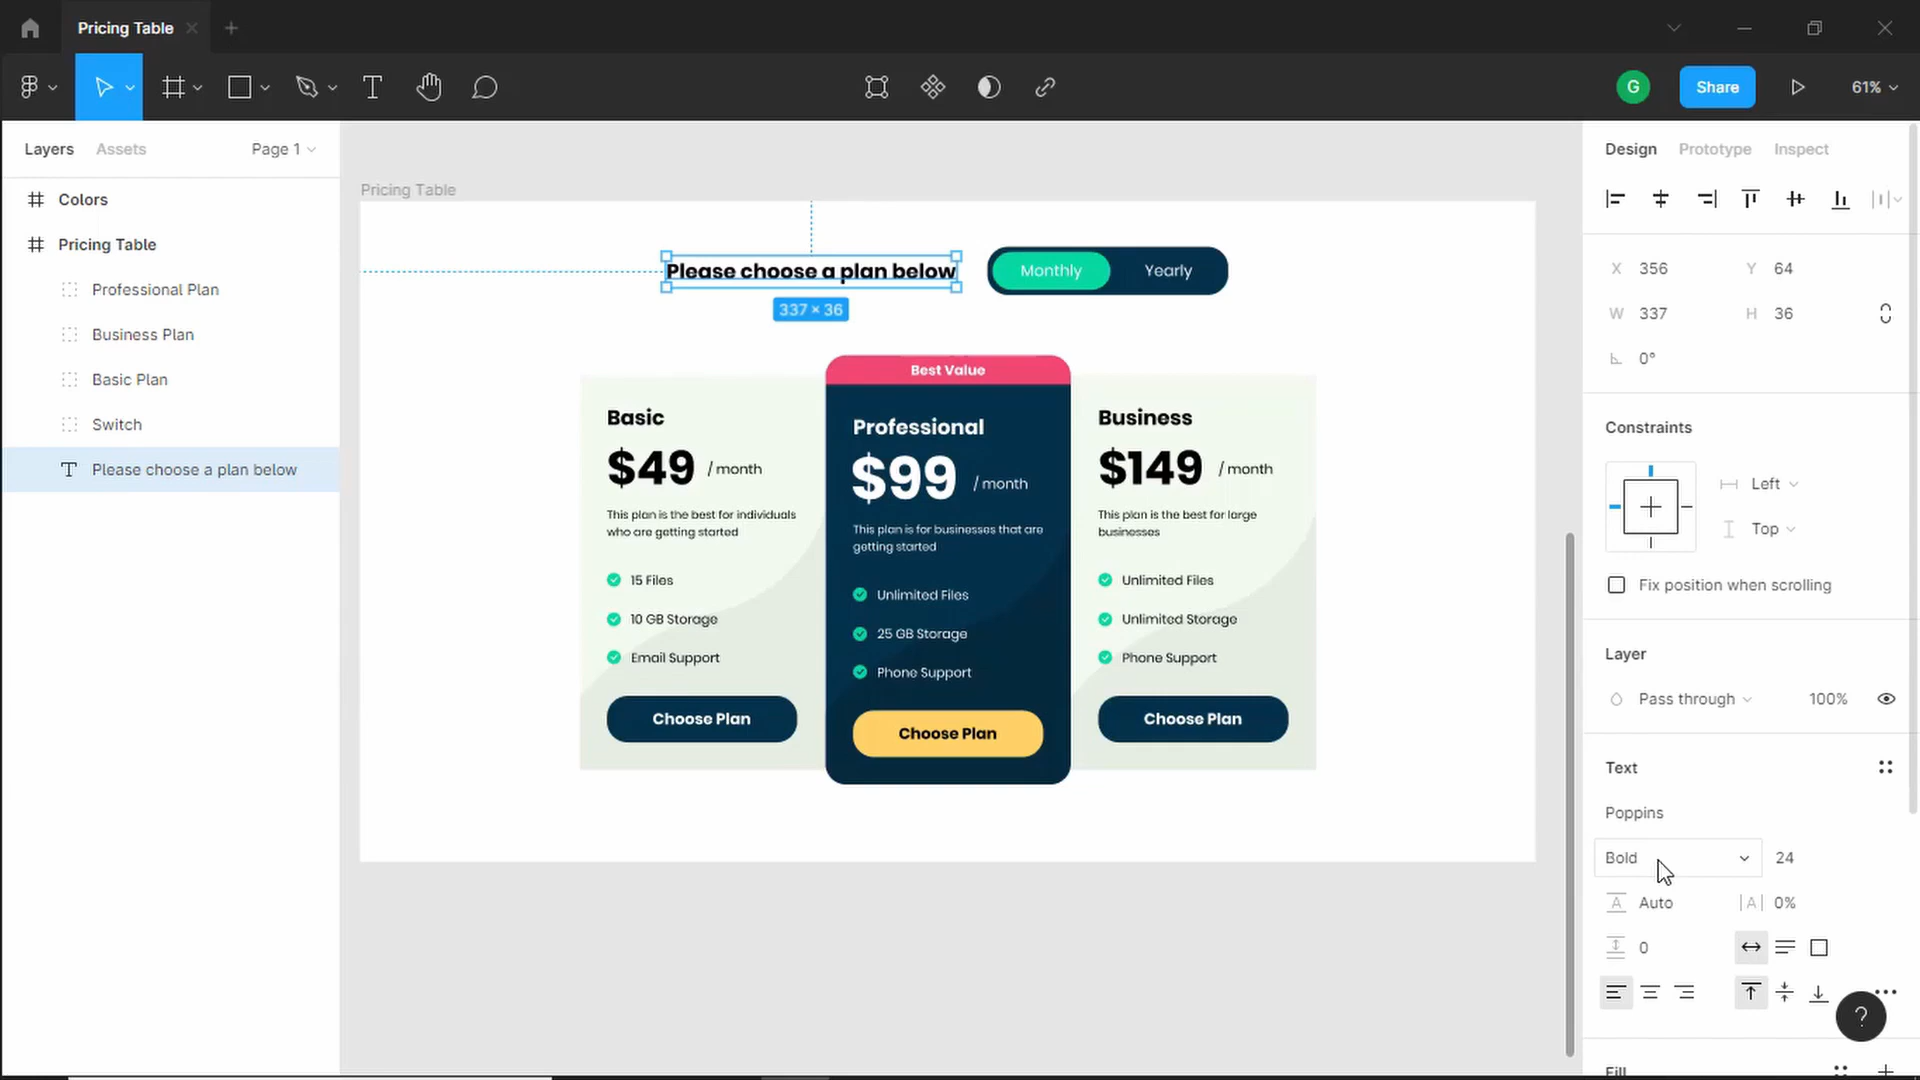 Pricing Table
G
Share
61%
Layers
Assets
Page 1
Colors
Pricing Table
Professional Plan
Business Plan
Basic Plan
Switch
Please choose a plan below
Pricing Table
Please choose a plan below
337 × 36
Monthly
Yearly
Basic
$49 / month
This plan is the best for individuals
who are getting started
15 Files
10 GB Storage
Email Support
Choose Plan
Best Value
Professional
$99 / month
This plan is for businesses that are
getting started
Unlimited Files
25 GB Storage
Phone Support
Choose Plan
Business
$149 / month
This plan is the best for large
businesses
Unlimited Files
Unlimited Storage
Phone Support
Choose Plan
Design
Prototype
Inspect
X 356
Y 64
W 337
H 36
0°
Constraints
Left
Top
Fix position when scrolling
Layer
Pass through
100%
Text
Poppins
Bold
24
A Auto
|A| 0%
0
?
Fill